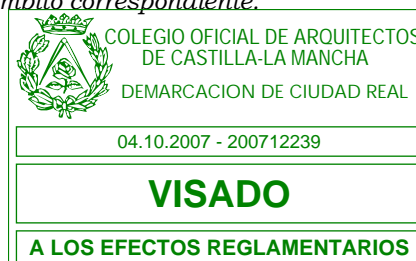 mbito correspondiente.
COLEGIO OFICIAL DE ARQUITECTOS
DE CASTILLA-LA MANCHA
DEMARCACION DE CIUDAD REAL
04.10.2007 - 200712239
VISADO
A LOS EFECTOS REGLAMENTARIOS